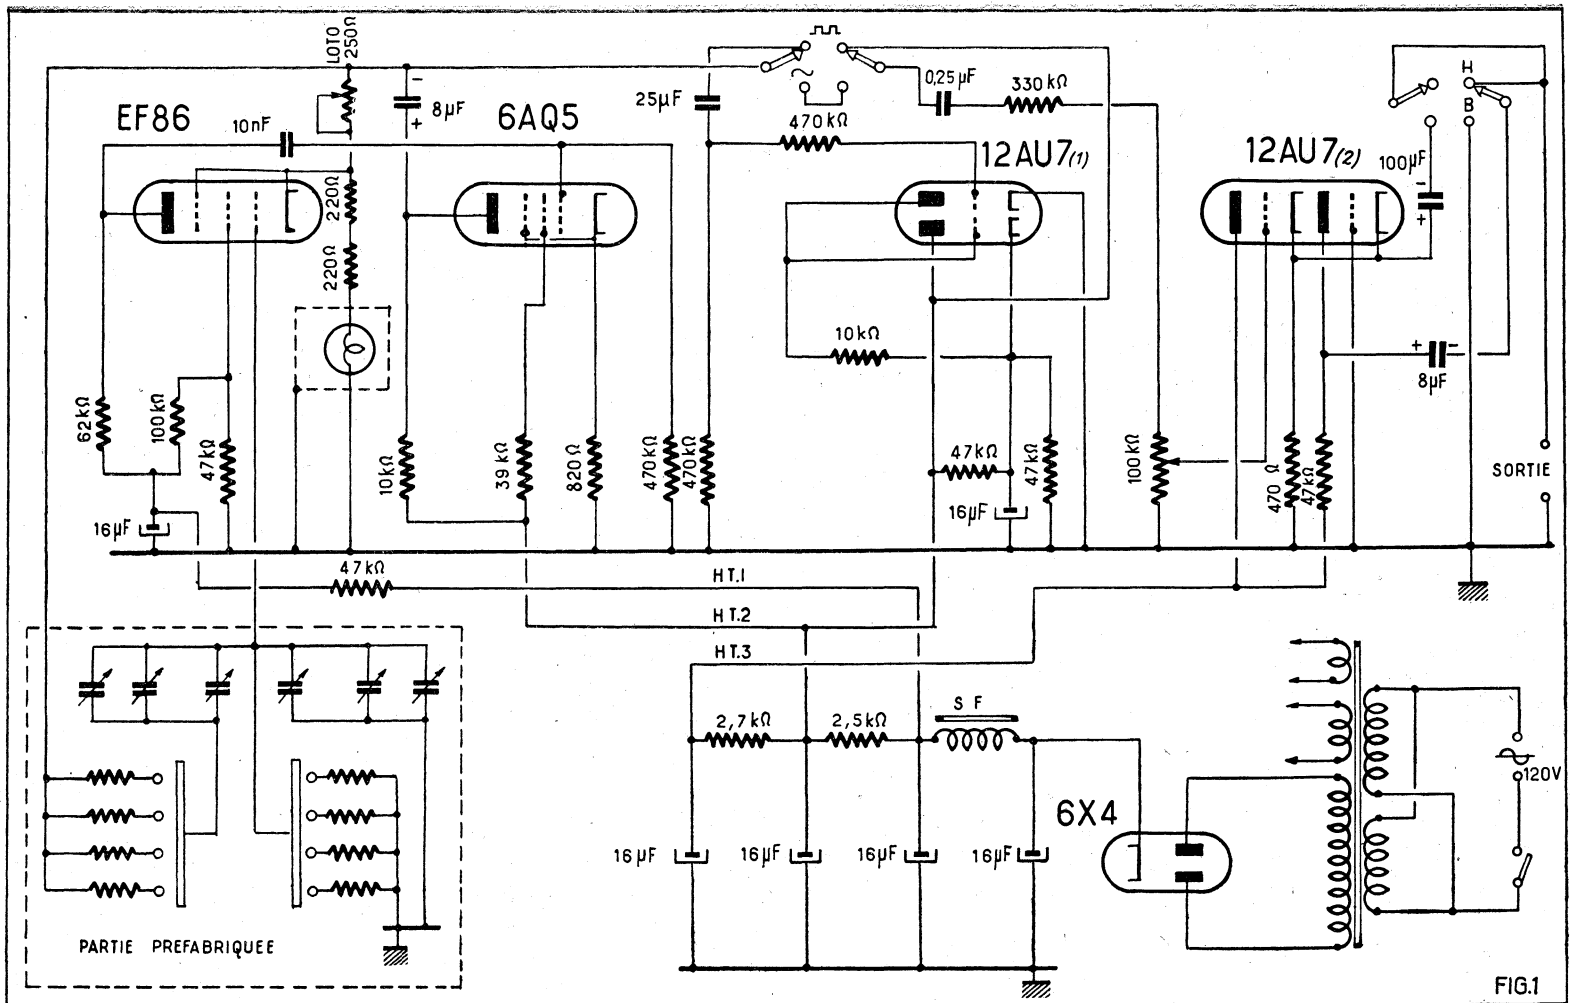 LOTO
250Ω
EF86
10nF
8µF
6AQ5
25µF
0,25µF
330kΩ
470kΩ
12AU7(1)
12AU7(2)
100µF
H
B
220Ω
220Ω
10kΩ
8µF
62kΩ
100kΩ
47kΩ
10kΩ
39kΩ
820Ω
470kΩ
470kΩ
47kΩ
47kΩ
100kΩ
470Ω
47kΩ
SORTIE
16µF
16µF
47kΩ
HT.1
HT.2
HT.3
SF
2,7kΩ
2,5kΩ
120V
6X4
16µF
16µF
16µF
16µF
PARTIE PREFABRIQUEE
FIG.1